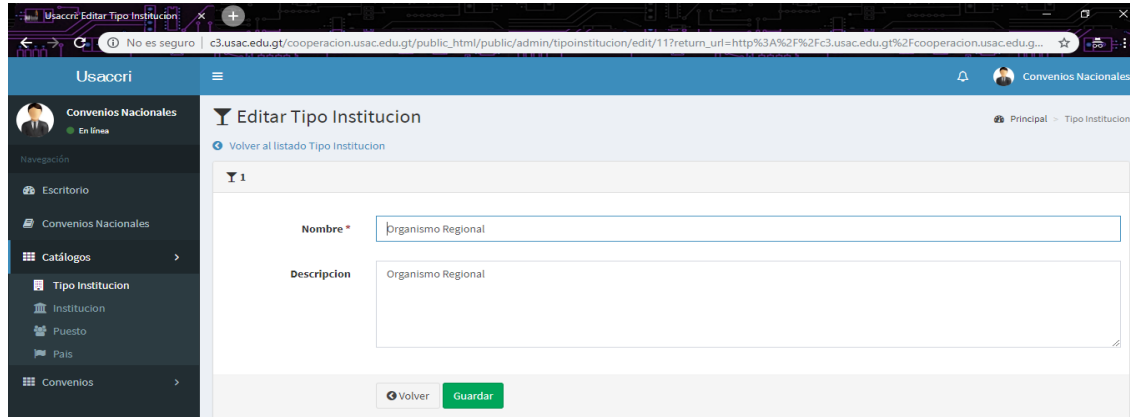 Usaccri: Editar Tipo Institucion
No es seguro | c3.usac.edu.gt/cooperacion.usac.edu.gt/public_html/public/admin/tipoinstitucion/edit/11?return_url=http%3A%2F%2Fc3.usac.edu.gt%2Fcooperacion.usac.edu.g...
Usaccri
Convenios Nacionales
Convenios Nacionales
En línea
Editar Tipo Institucion
Principal > Tipo Institucion
Volver al listado Tipo Institucion
Navegación
1
Escritorio
Convenios Nacionales
Nombre * Organismo Regional
Catálogos
Descripcion Organismo Regional
Tipo Institucion
Institucion
Puesto
Pais
Convenios
Volver Guardar